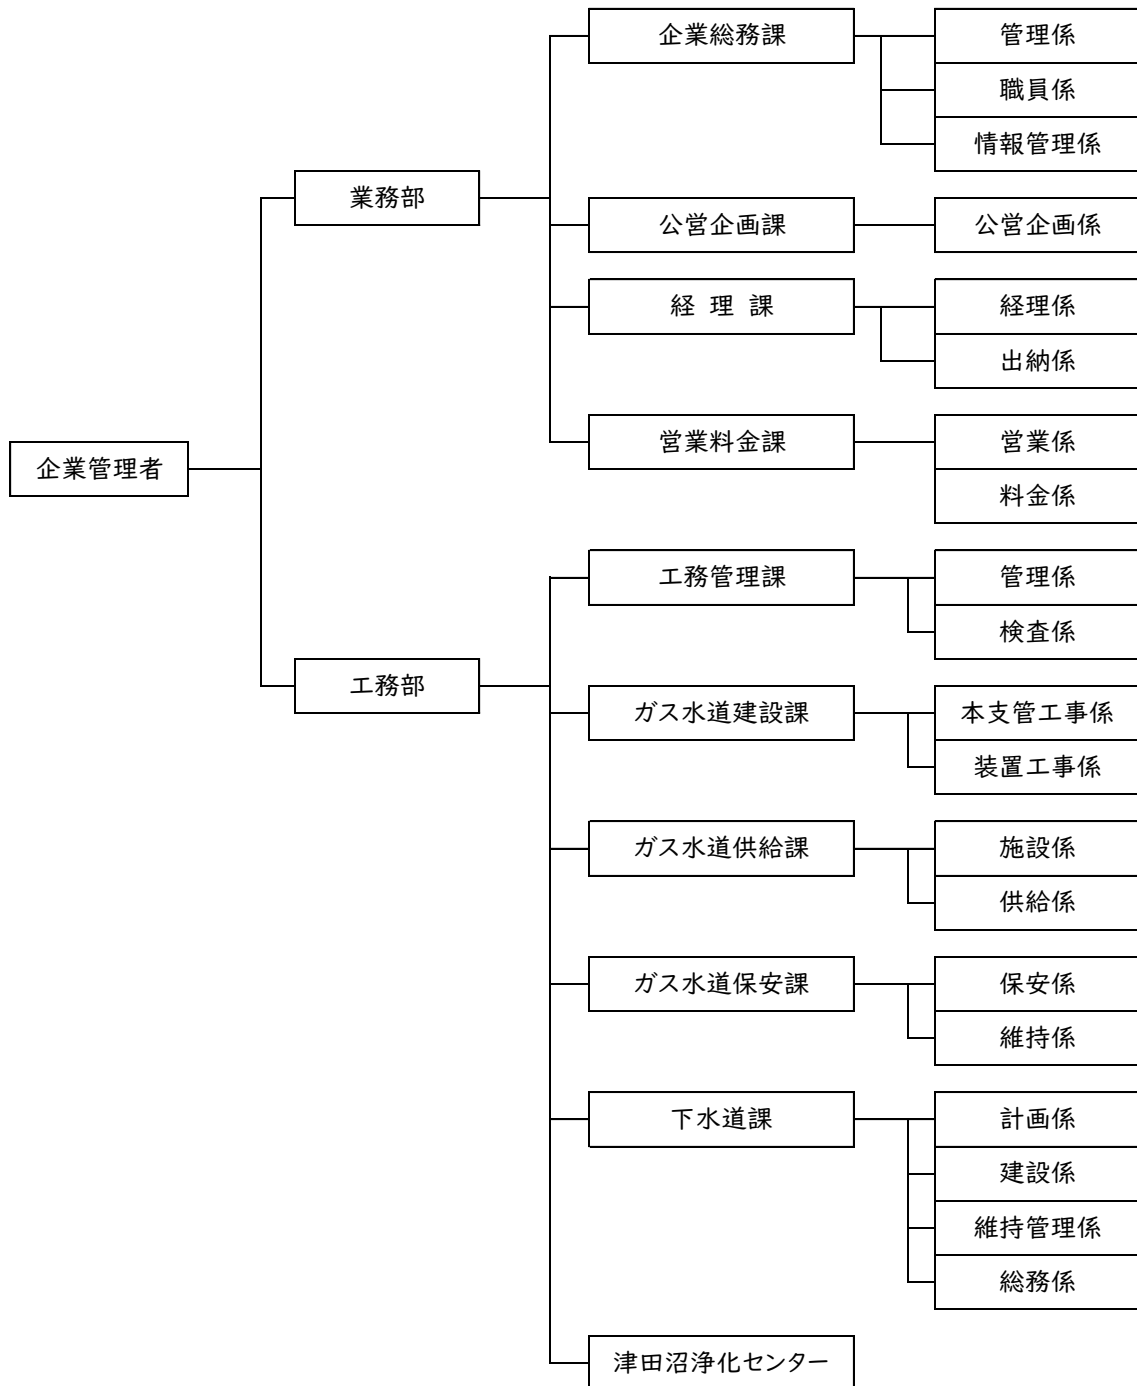 企業総務課
管理係
職員係
情報管理係
業務部
公営企画課
公営企画係
経 理 課
経理係
出納係
営業料金課
営業係
企業管理者
料金係
工務管理課
管理係
検査係
工務部
ガス水道建設課
本支管工事係
装置工事係
ガス水道供給課
施設係
供給係
ガス水道保安課
保安係
維持係
下水道課
計画係
建設係
維持管理係
総務係
津田沼浄化センター